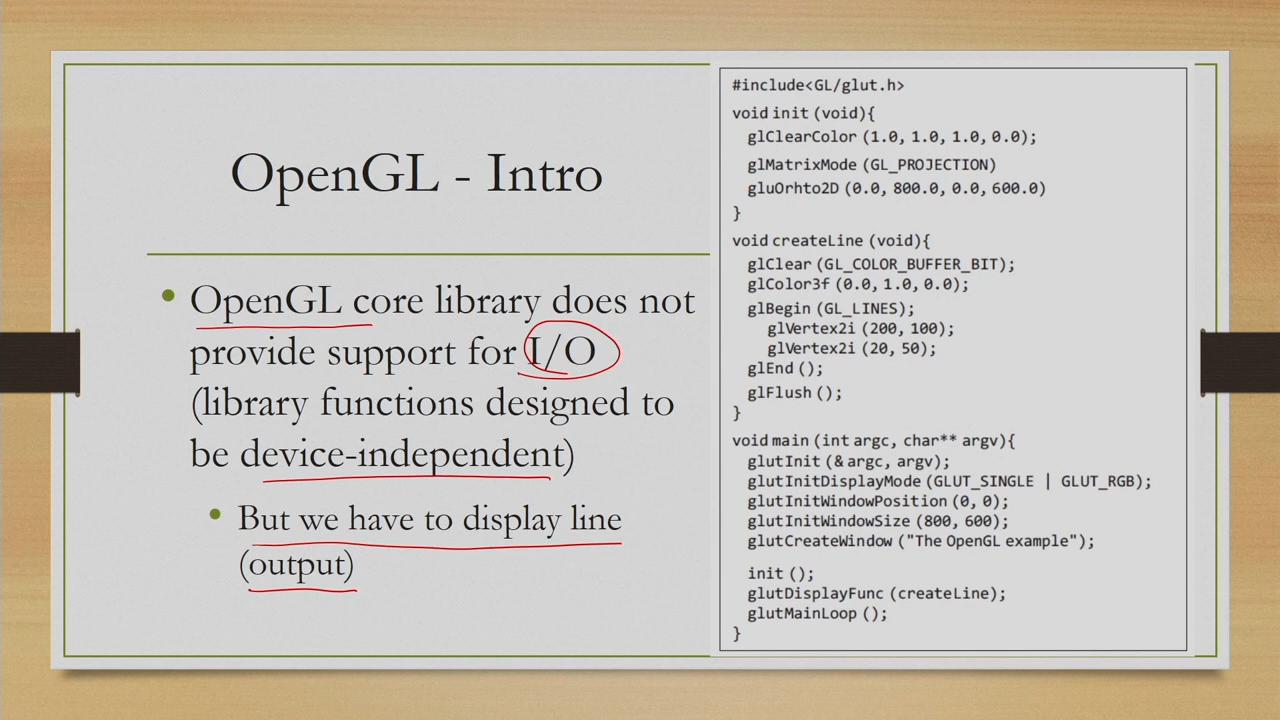 OpenGL - Intro
• OpenGL core library does not
provide support for I/O
(library functions designed to
be device-independent)
• But we have to display line
(output)
#include<GL/glut.h>
void init (void){
glClearColor (1.0, 1.0, 1.0, 0.0);
glMatrixMode (GL_PROJECTION)
gluOrhto2D (0.0, 800.0, 0.0, 600.0)
}
void createLine (void){
glClear (GL_COLOR_BUFFER_BIT);
glColor3f (0.0, 1.0, 0.0);
glBegin (GL_LINES);
glVertex2i (200, 100);
glVertex2i (20, 50);
glEnd ();
glFlush ();
}
void main (int argc, char** argv){
glutInit (& argc, argv);
glutInitDisplayMode (GLUT_SINGLE | GLUT_RGB);
glutInitWindowPosition (0, 0);
glutInitWindowSize (800, 600);
glutCreateWindow ("The OpenGL example");
init ();
glutDisplayFunc (createLine);
glutMainLoop ();
}